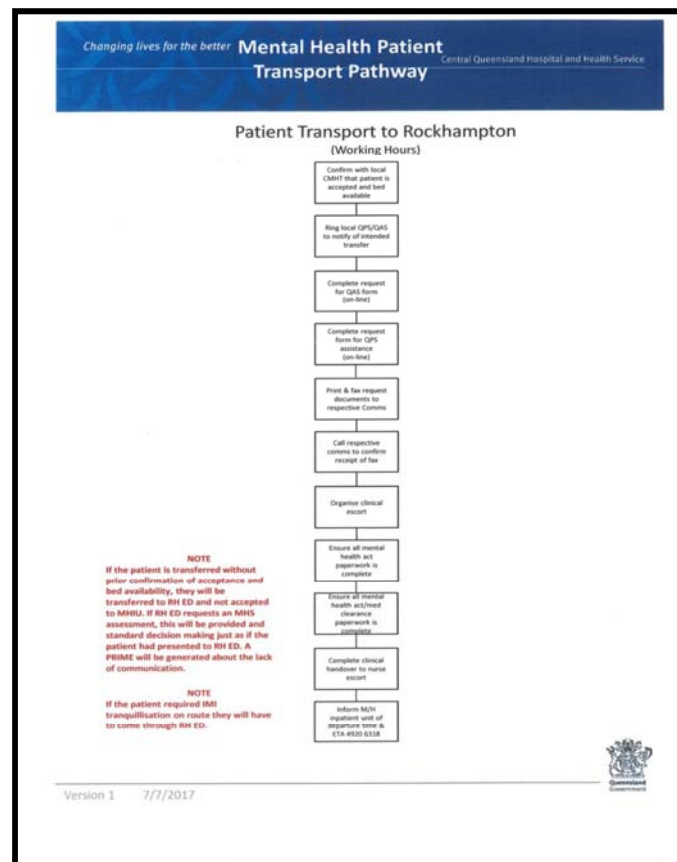 Changing lives for the better
Mental Health Patient
Transport Pathway
Central Queensland Hospital and Health Service
Patient Transport to Rockhampton
(Working Hours)
Confirm with local
CMHT that patient is
accepted and bed
available
Ring local QPS/QAS
to notify of intended
transfer
Complete request
for QAS form
(on-line)
Complete request
form for QPS
assistance
(on-line)
Print & fax request
documents to
respective Comms
Call respective
comms to confirm
receipt of fax
Organise clinical
escort
Ensure all mental
health act
paperwork is
complete
Ensure all mental
health act/med
clearance
paperwork is
complete
Complete clinical
handover to nurse
escort
Inform M/H
inpatient unit of
departure time &
ETA 4920 6318
NOTE
If the patient is transferred without
prior confirmation of acceptance and
bed availability, they will be
transferred to RH ED and not accepted
to MHIU. If RH ED requests an MHS
assessment, this will be provided and
standard decision making just as if the
patient had presented to RH ED. A
PRIME will be generated about the lack
of communication.
NOTE
If the patient required IMI
tranquillisation on route they will have
to come through RH ED.
Queensland
Government
Version 1 7/7/2017